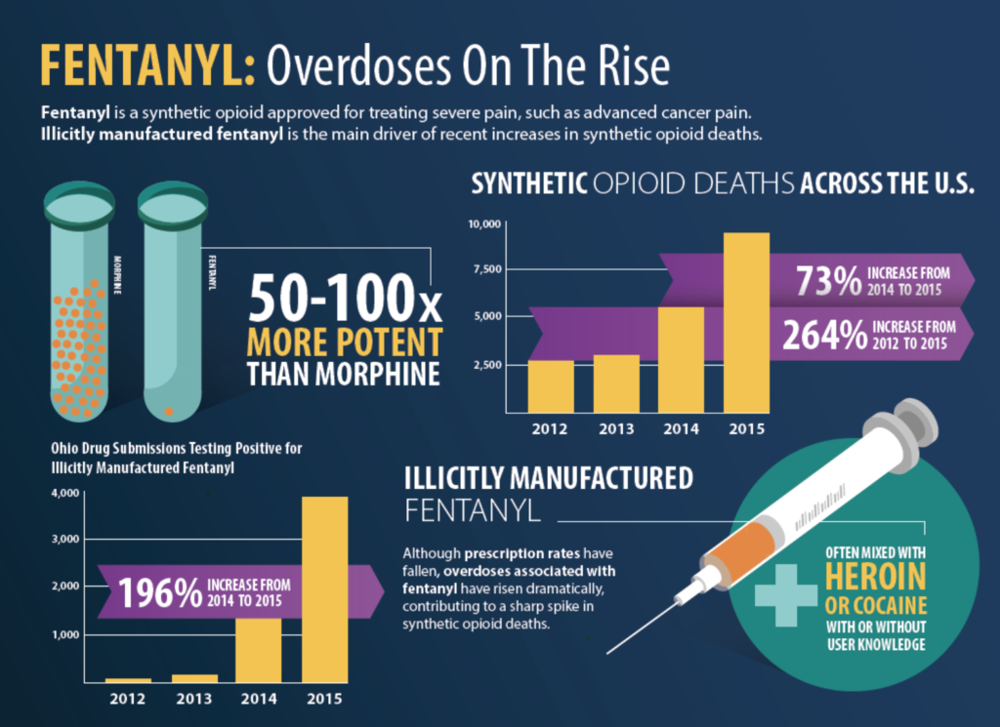 FENTANYL: Overdoses On The Rise
Fentanyl is a synthetic opioid approved for treating severe pain, such as advanced cancer pain.
Illicitly manufactured fentanyl is the main driver of recent increases in synthetic opioid deaths.
MORPHINE
FENTANYL
50-100x
MORE POTENT
THAN MORPHINE
SYNTHETIC OPIOID DEATHS ACROSS THE U.S.
10,000
7,500
5,000
2,500
73% INCREASE FROM
2014 TO 2015
264% INCREASE FROM
2012 TO 2015
2012 2013 2014 2015
Ohio Drug Submissions Testing Positive for
Illicitly Manufactured Fentanyl
4,000
3,000
2,000
1,000
196% INCREASE FROM
2014 TO 2015
2012 2013 2014 2015
ILLICITLY MANUFACTURED
FENTANYL
Although prescription rates have
fallen, overdoses associated with
fentanyl have risen dramatically,
contributing to a sharp spike in
synthetic opioid deaths.
OFTEN MIXED WITH
HEROIN
OR COCAINE
WITH OR WITHOUT
USER KNOWLEDGE